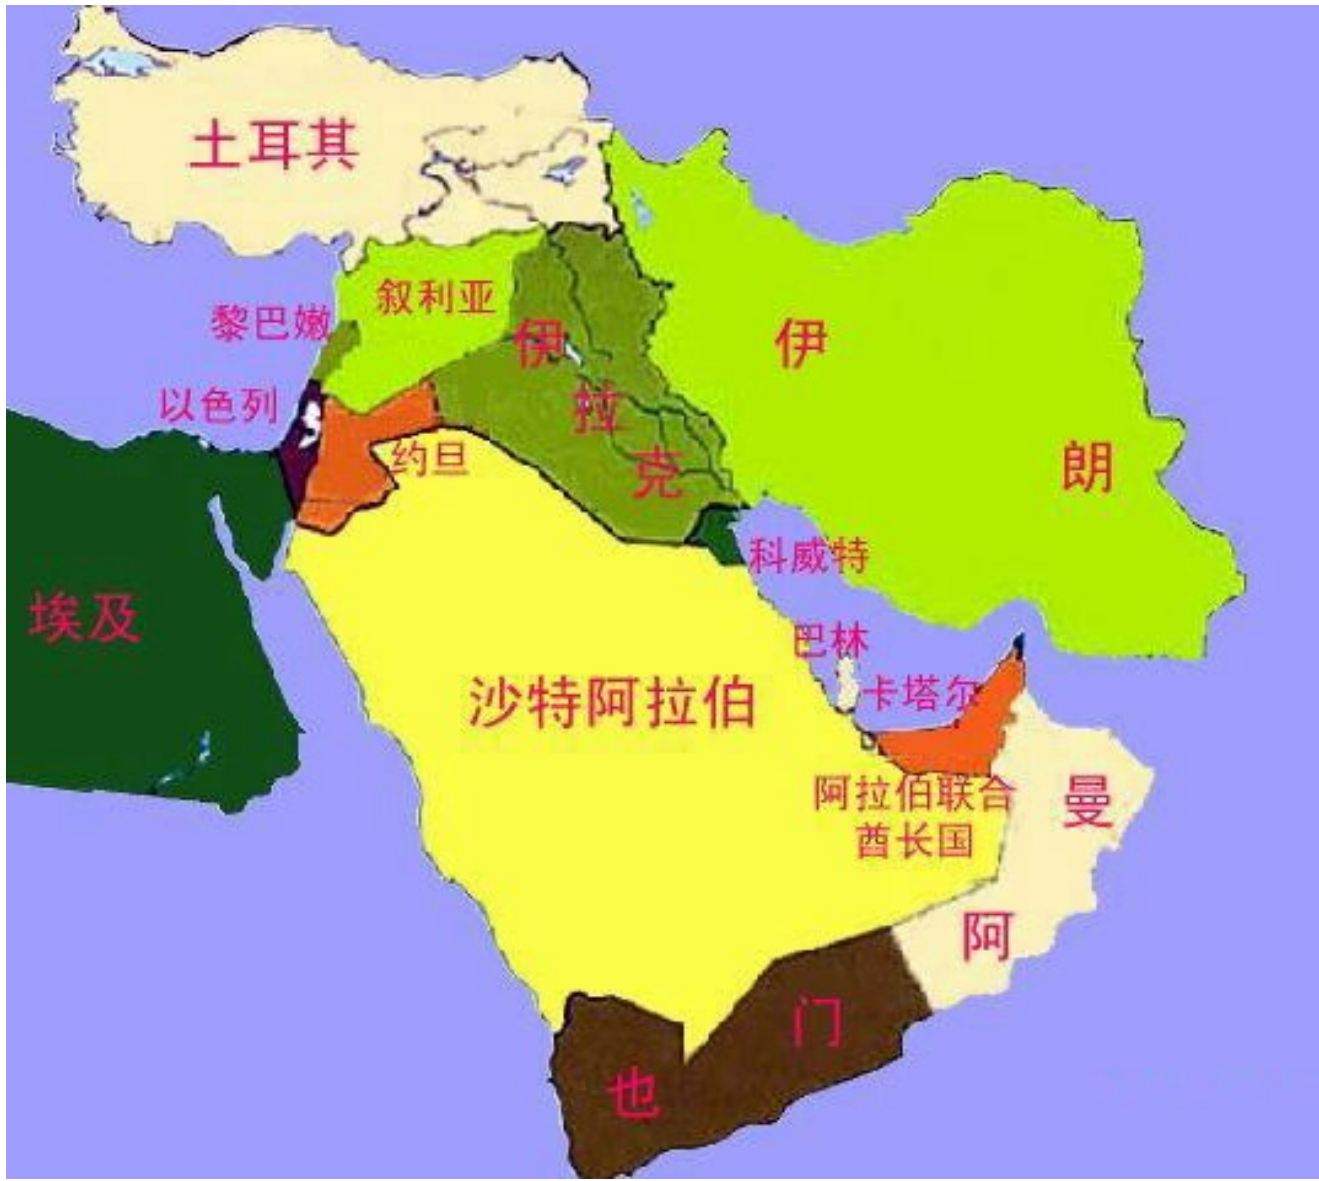 土耳其
叙利亚
黎巴嫩
伊拉克
伊朗
以色列
约旦
科威特
埃及
巴林
卡塔尔
沙特阿拉伯
阿拉伯联合
酋长国
阿曼
也门